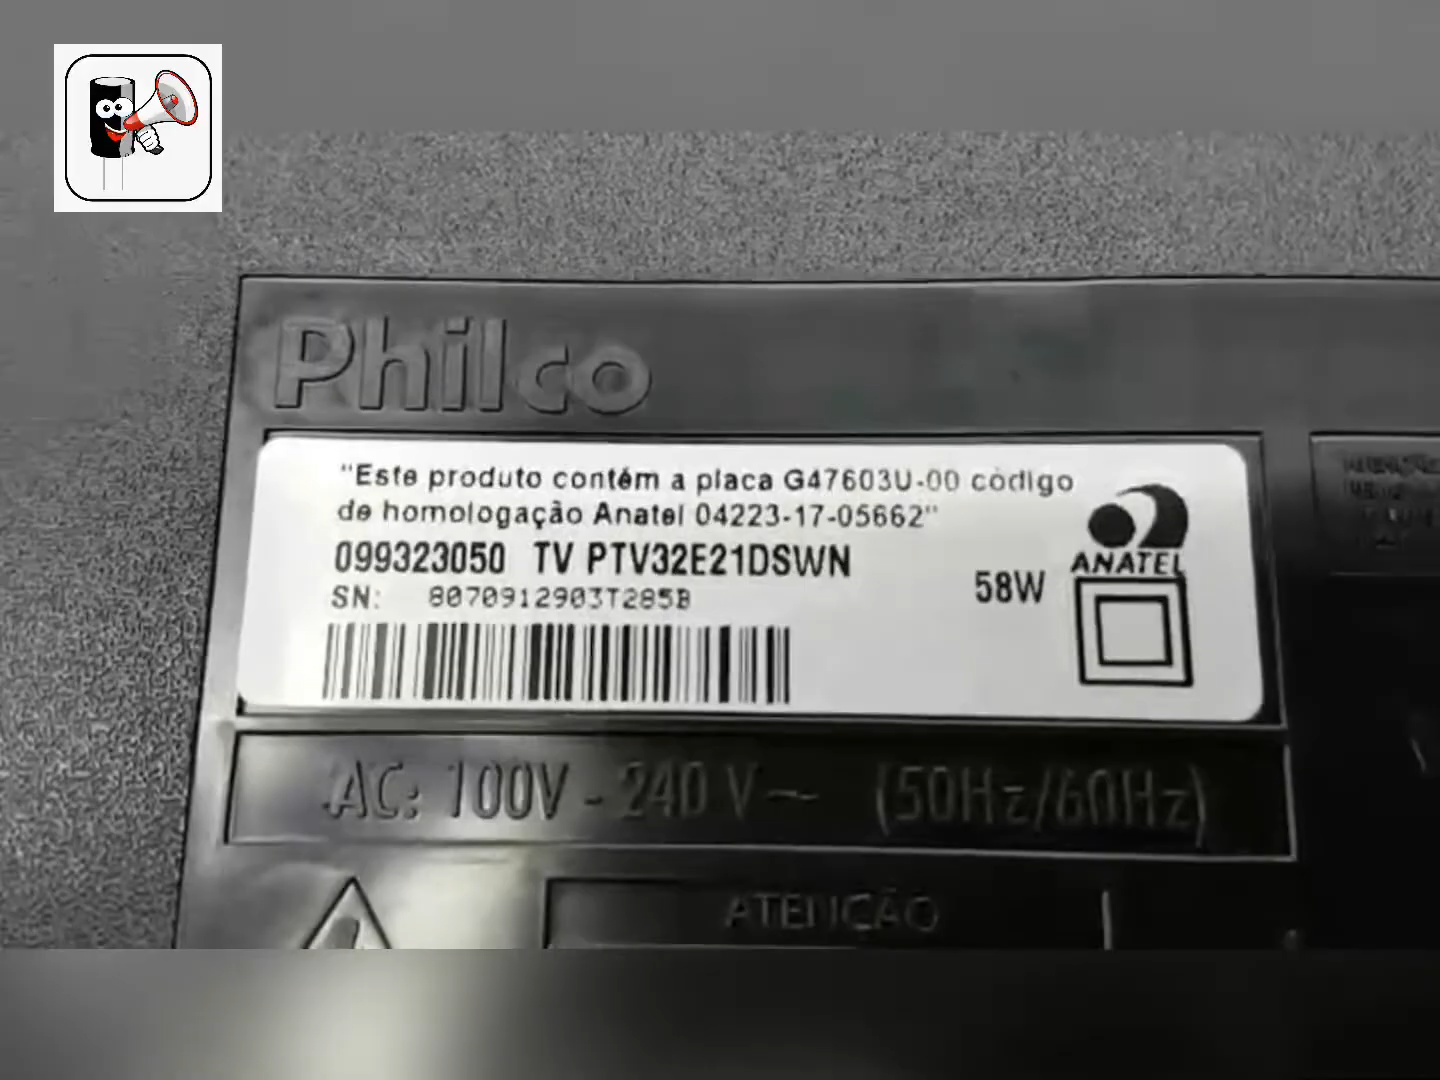 Philco
"Este produto contém a placa G47603U-00 código
de homologação Anatel 04223-17-05662"
099323050 TV PTV32E21DSWN
SN: 8070912903T285B
58W
ANATEL
AC: 100V - 240 V~ (50Hz/60Hz)
ATENÇÃO